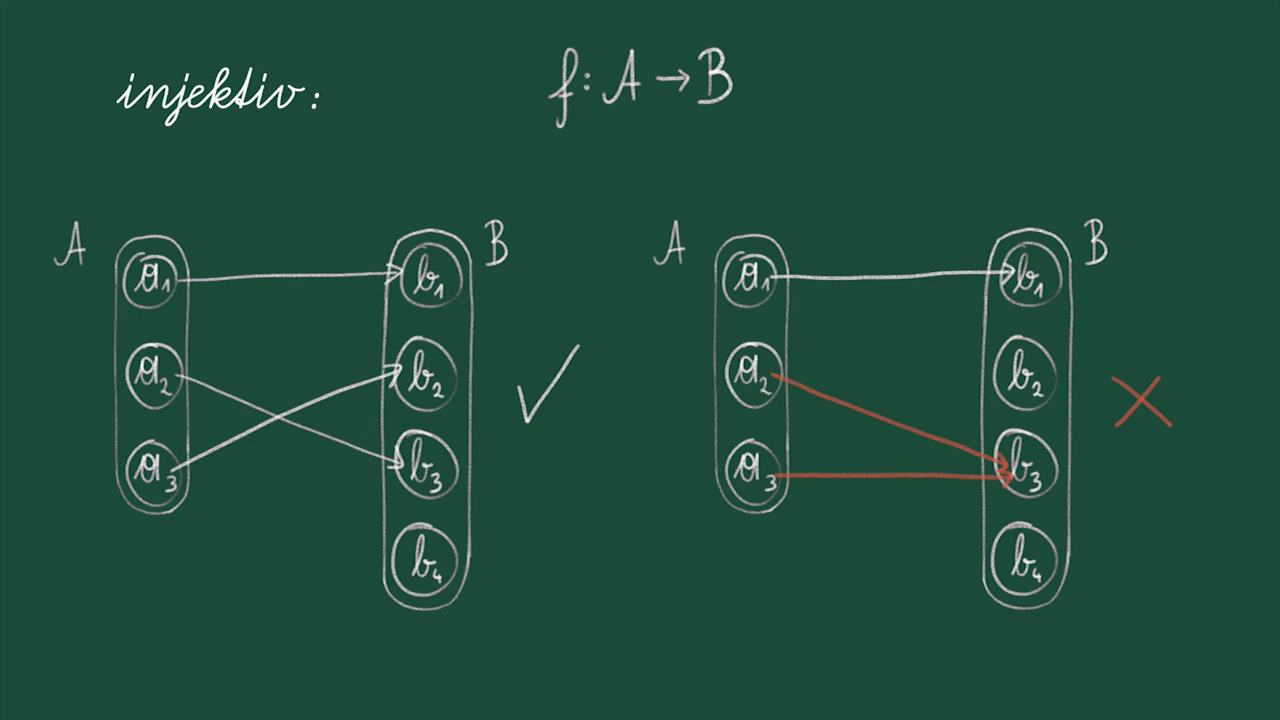 injektiv: f: A → B
A B A B
a₁ b₁ a₁ b₁
a₂ b₂ a₂ b₂
a₃ b₃ a₃ b₃
b₄ b₄